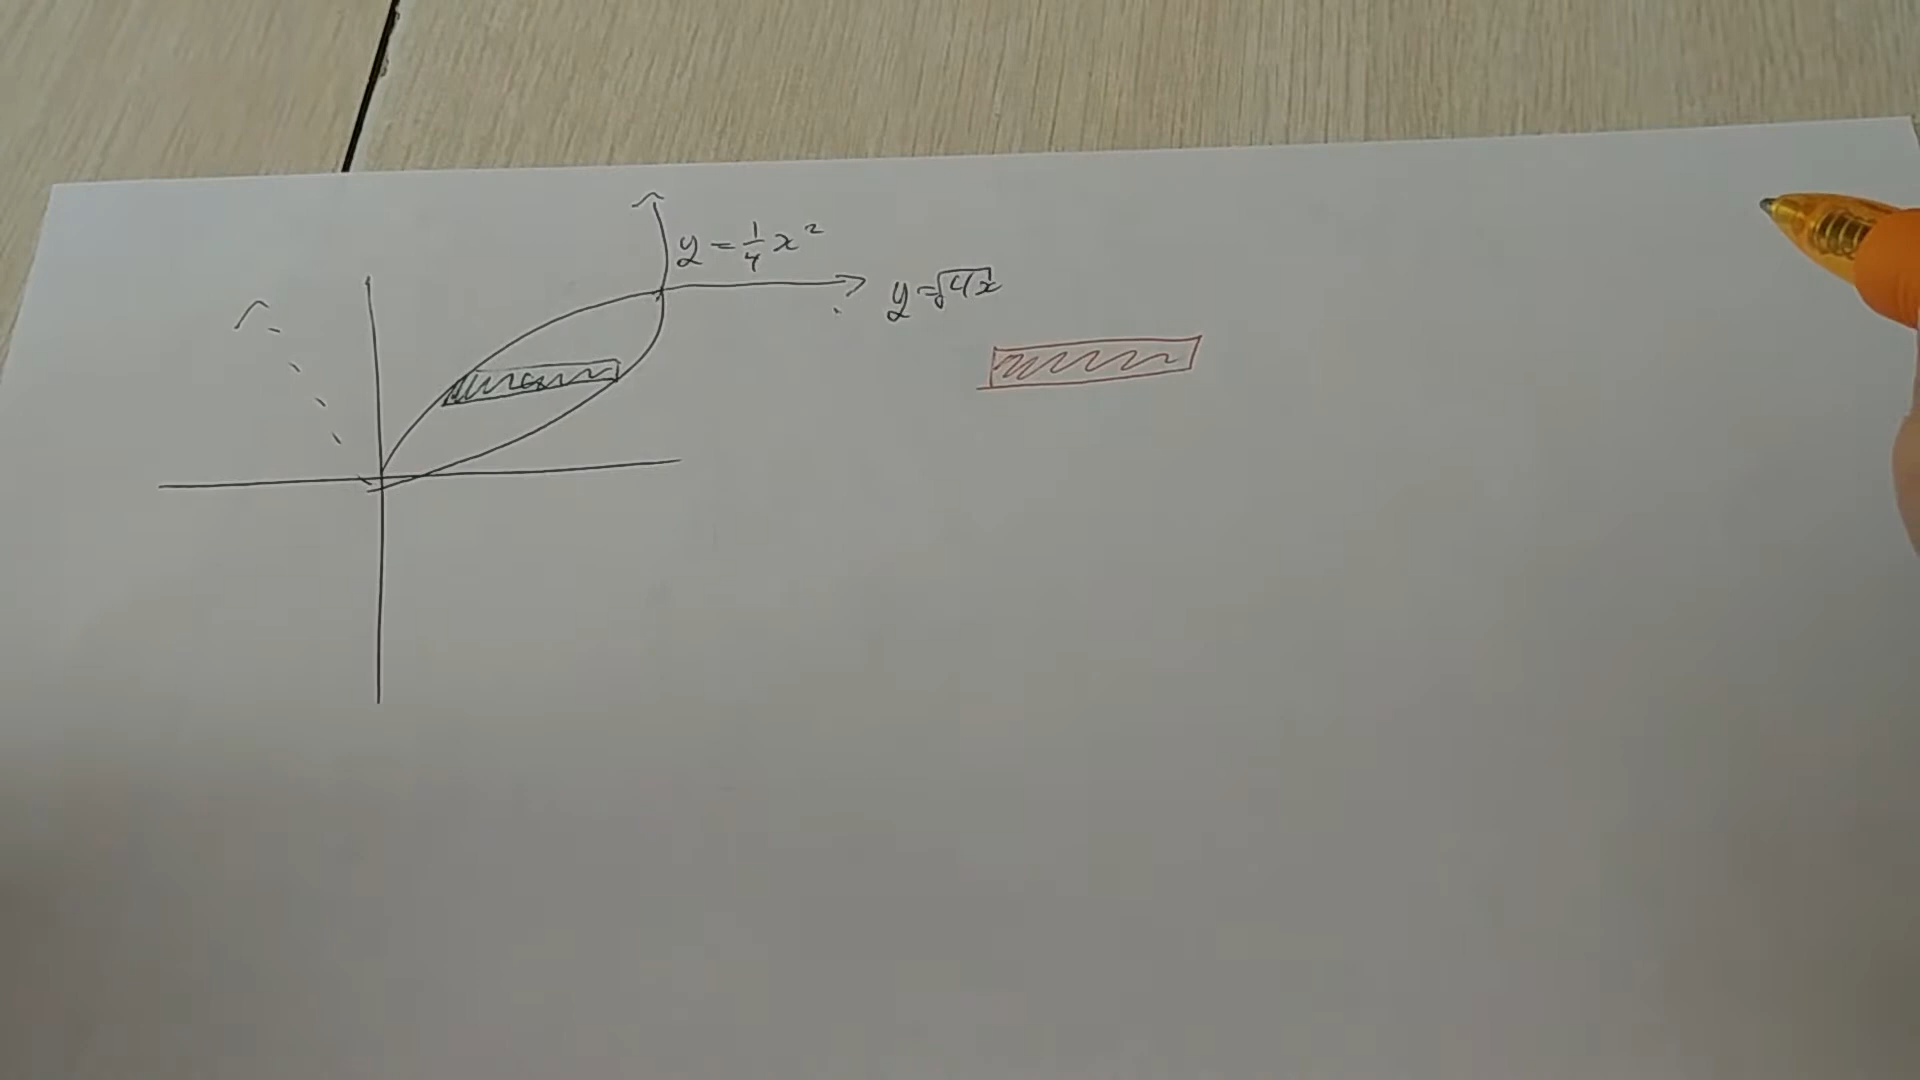 y = 1/4 x²
y = √4x